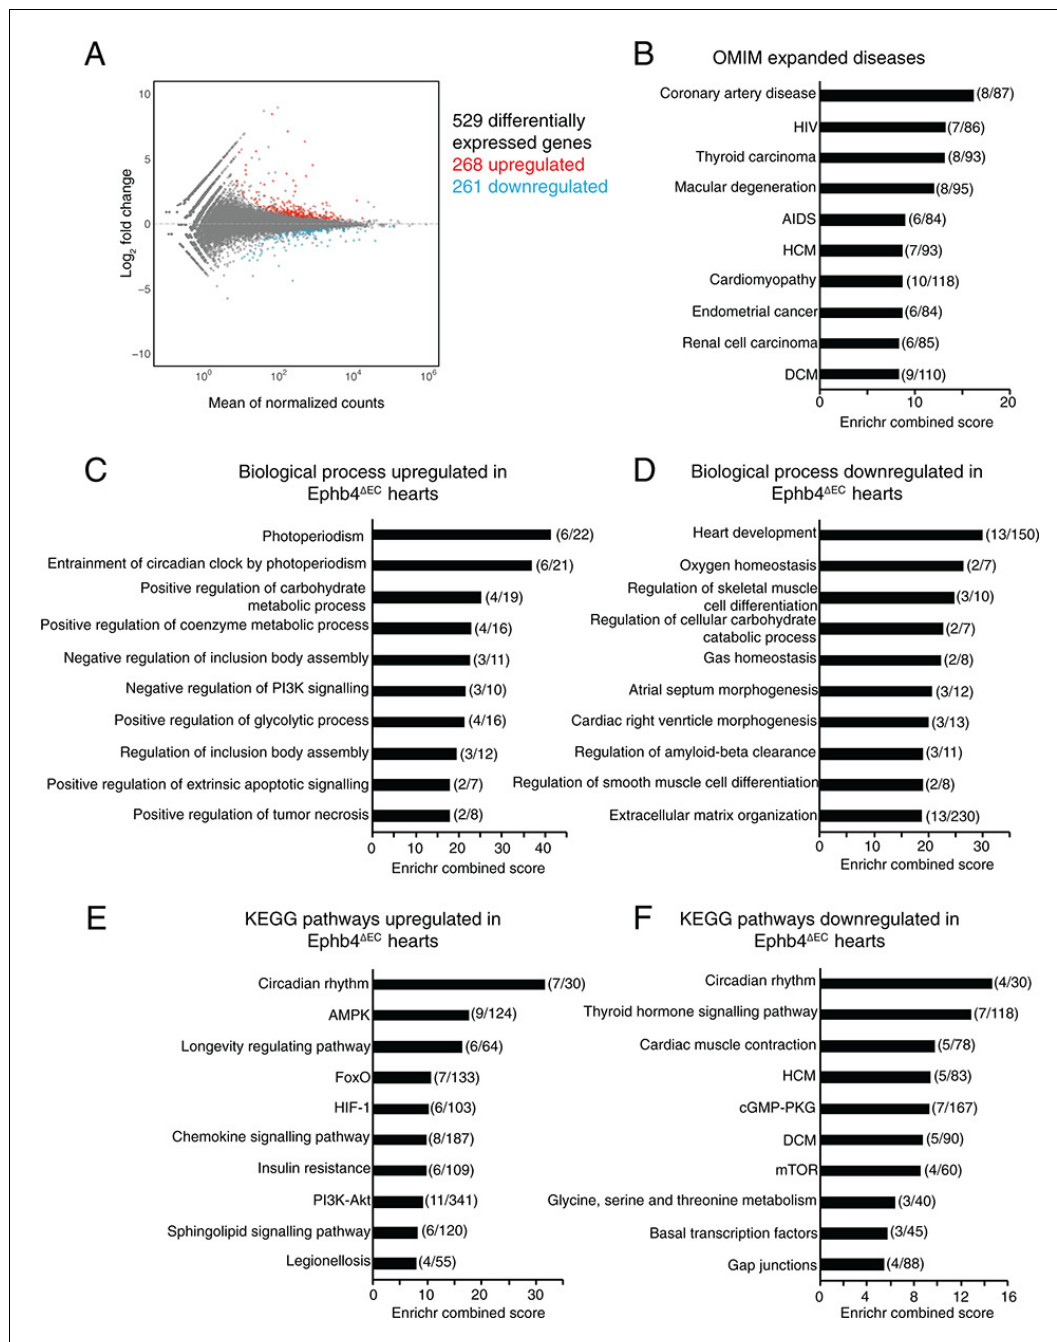 A
10
5
0
−5
−10
Log2 fold change
10^0
10^2
10^4
10^6
Mean of normalized counts
529 differentially
expressed genes
268 upregulated
261 downregulated
B
OMIM expanded diseases
Coronary artery disease (8/87)
HIV (7/86)
Thyroid carcinoma (8/93)
Macular degeneration (8/95)
AIDS (6/84)
HCM (7/93)
Cardiomyopathy (10/118)
Endometrial cancer (6/84)
Renal cell carcinoma (6/85)
DCM (9/110)
0 10 20
Enrichr combined score
C
Biological process upregulated in
Ephb4ΔEC hearts
Photoperiodism (6/22)
Entrainment of circadian clock by photoperiodism (6/21)
Positive regulation of carbohydrate
metabolic process (4/19)
Positive regulation of coenzyme metabolic process (4/16)
Negative regulation of inclusion body assembly (3/11)
Negative regulation of PI3K signalling (3/10)
Positive regulation of glycolytic process (4/16)
Regulation of inclusion body assembly (3/12)
Positive regulation of extrinsic apoptotic signalling (2/7)
Positive regulation of tumor necrosis (2/8)
0 10 20 30 40
Enrichr combined score
D
Biological process downregulated in
Ephb4ΔEC hearts
Heart development (13/150)
Oxygen homeostasis (2/7)
Regulation of skeletal muscle
cell differentiation (3/10)
Regulation of cellular carbohydrate
catabolic process (2/7)
Gas homeostasis (2/8)
Atrial septum morphogenesis (3/12)
Cardiac right venrticle morphogenesis (3/13)
Regulation of amyloid-beta clearance (3/11)
Regulation of smooth muscle cell differentiation (2/8)
Extracellular matrix organization (13/230)
0 10 20 30
Enrichr combined score
E
KEGG pathways upregulated in
Ephb4ΔEC hearts
Circadian rhythm (7/30)
AMPK (9/124)
Longevity regulating pathway (6/64)
FoxO (7/133)
HIF-1 (6/103)
Chemokine signalling pathway (8/187)
Insulin resistance (6/109)
PI3K-Akt (11/341)
Sphingolipid signalling pathway (6/120)
Legionellosis (4/55)
0 10 20 30
Enrichr combined score
F
KEGG pathways downregulated in
Ephb4ΔEC hearts
Circadian rhythm (4/30)
Thyroid hormone signalling pathway (7/118)
Cardiac muscle contraction (5/78)
HCM (5/83)
cGMP-PKG (7/167)
DCM (5/90)
mTOR (4/60)
Glycine, serine and threonine metabolism (3/40)
Basal transcription factors (3/45)
Gap junctions (4/88)
0 4 8 12 16
Enrichr combined score